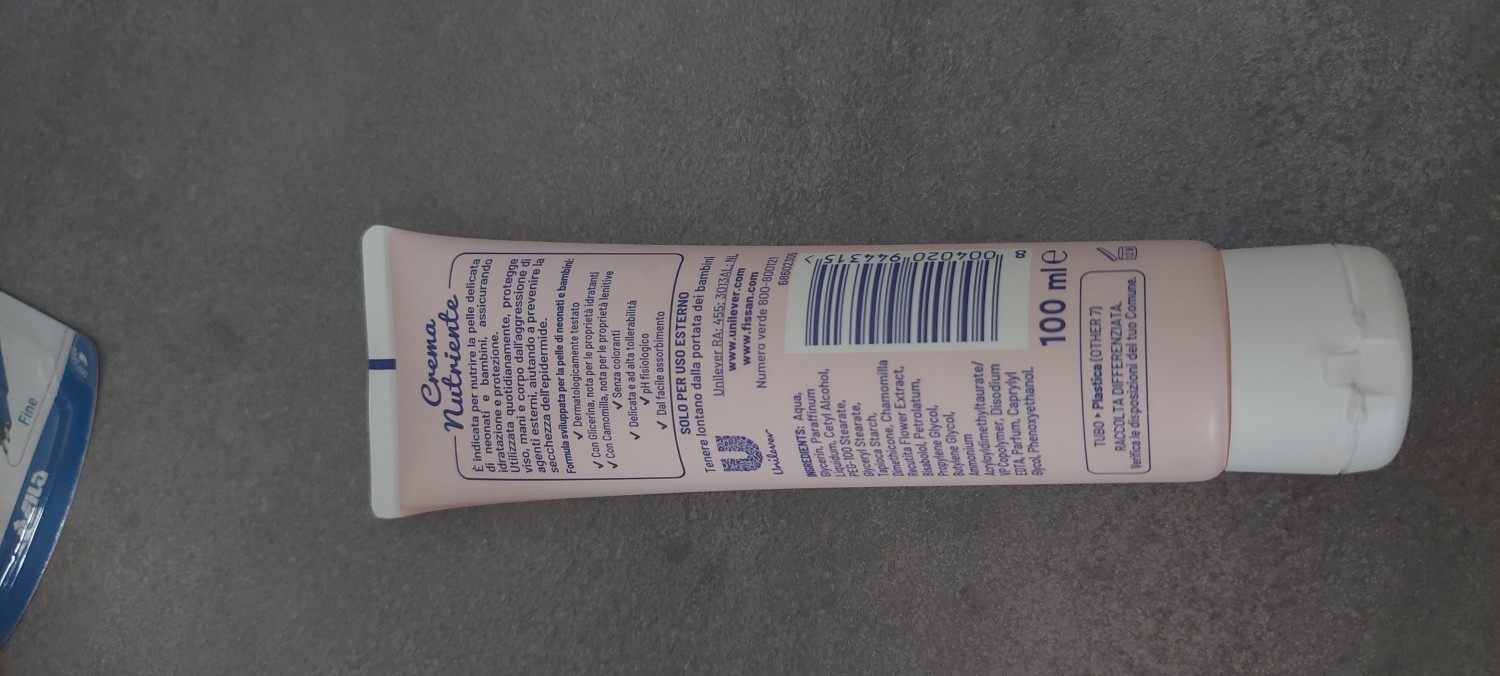 Crema
Nutriente
È indicata per nutrire la pelle delicata
di neonati e bambini, assicurando
idratazione e protezione.
Utilizzata quotidianamente, protegge
viso, mani e corpo dall'aggressione di
agenti esterni, aiutando a prevenire la
secchezza dell'epidermide.
Formula sviluppata per la pelle di neonati e bambini:
✓ Dermatologicamente testato
✓ Con Glicerina, nota per le proprietà idratanti
✓ Con Camomilla, nota per le proprietà lenitive
✓ Senza coloranti
✓ Delicata e ad alta tollerabilità
✓ pH fisiologico
✓ Dal facile assorbimento
SOLO PER USO ESTERNO
Tenere lontano dalla portata dei bambini
Unilever
Unilever RA: 455; 3013AL; NL
www.unilever.com
www.fissan.com
Numero verde 800-800121
INGREDIENTS: Aqua,
Glycerin, Paraffinum
Liquidum, Cetyl Alcohol,
PEG-100 Stearate,
Glyceryl Stearate,
Tapioca Starch,
Dimethicone, Chamomilla
Recutita Flower Extract,
Bisabolol, Petrolatum,
Propylene Glycol,
Butylene Glycol,
Ammonium
Acryloyldimethyltaurate/
VP Copolymer, Disodium
EDTA, Parfum, Caprylyl
Glycol, Phenoxyethanol.
8 004020 944315 >
100 ml e
TUBO > Plastica (OTHER 7)
RACCOLTA DIFFERENZIATA.
Verifica le disposizioni del tuo Comune.
Fine